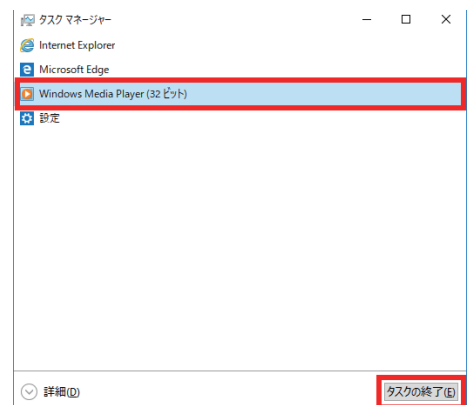 タスク マネージャー
Internet Explorer
Microsoft Edge
Windows Media Player (32 ビット)
設定
詳細(D)
タスクの終了(E)